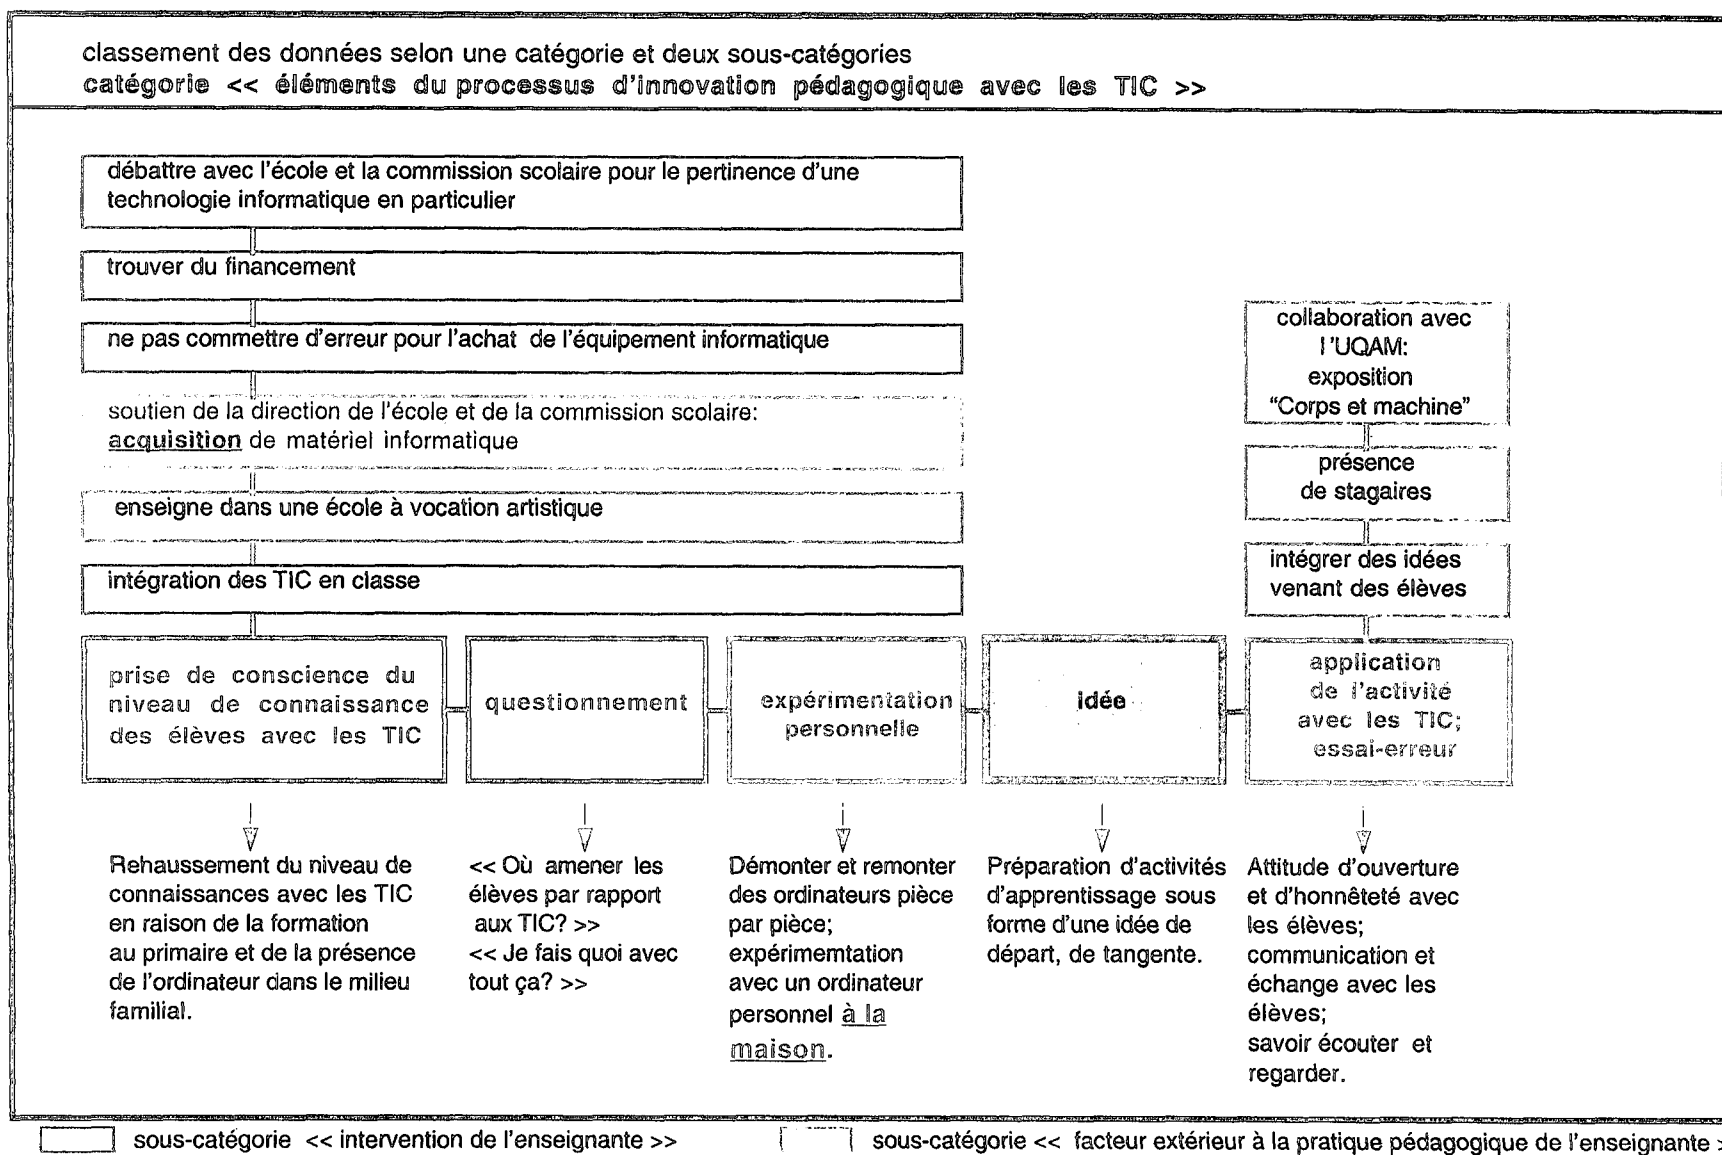 classement des données selon une catégorie et deux sous-catégories
catégorie << éléments du processus d'innovation pédagogique avec les TIC >>
débattre avec l'école et la commission scolaire pour le pertinence d'une
technologie informatique en particulier
trouver du financement
ne pas commettre d'erreur pour l'achat de l'équipement informatique
soutien de la direction de l'école et de la commission scolaire:
acquisition de matériel informatique
enseigne dans une école à vocation artistique
intégration des TIC en classe
collaboration avec
l'UQAM:
exposition
“Corps et machine”
présence
de stagaires
intégrer des idées
venant des élèves
prise de conscience du
niveau de connaissance
des élèves avec les TIC
questionnement
expérimentation
personnelle
idée
application
de l'activité
avec les TIC;
essai-erreur
Rehaussement du niveau de
connaissances avec les TIC
en raison de la formation
au primaire et de la présence
de l'ordinateur dans le milieu
familial.
<< Où amener les
élèves par rapport
aux TIC? >>
<< Je fais quoi avec
tout ça? >>
Démonter et remonter
des ordinateurs pièce
par pièce;
expérimemtation
avec un ordinateur
personnel à la
maison.
Préparation d'activités
d'apprentissage sous
forme d'une idée de
départ, de tangente.
Attitude d'ouverture
et d'honnêteté avec
les élèves;
communication et
échange avec les
élèves;
savoir écouter et
regarder.
sous-catégorie << intervention de l'enseignante >>
sous-catégorie << facteur extérieur à la pratique pédagogique de l'enseignante >